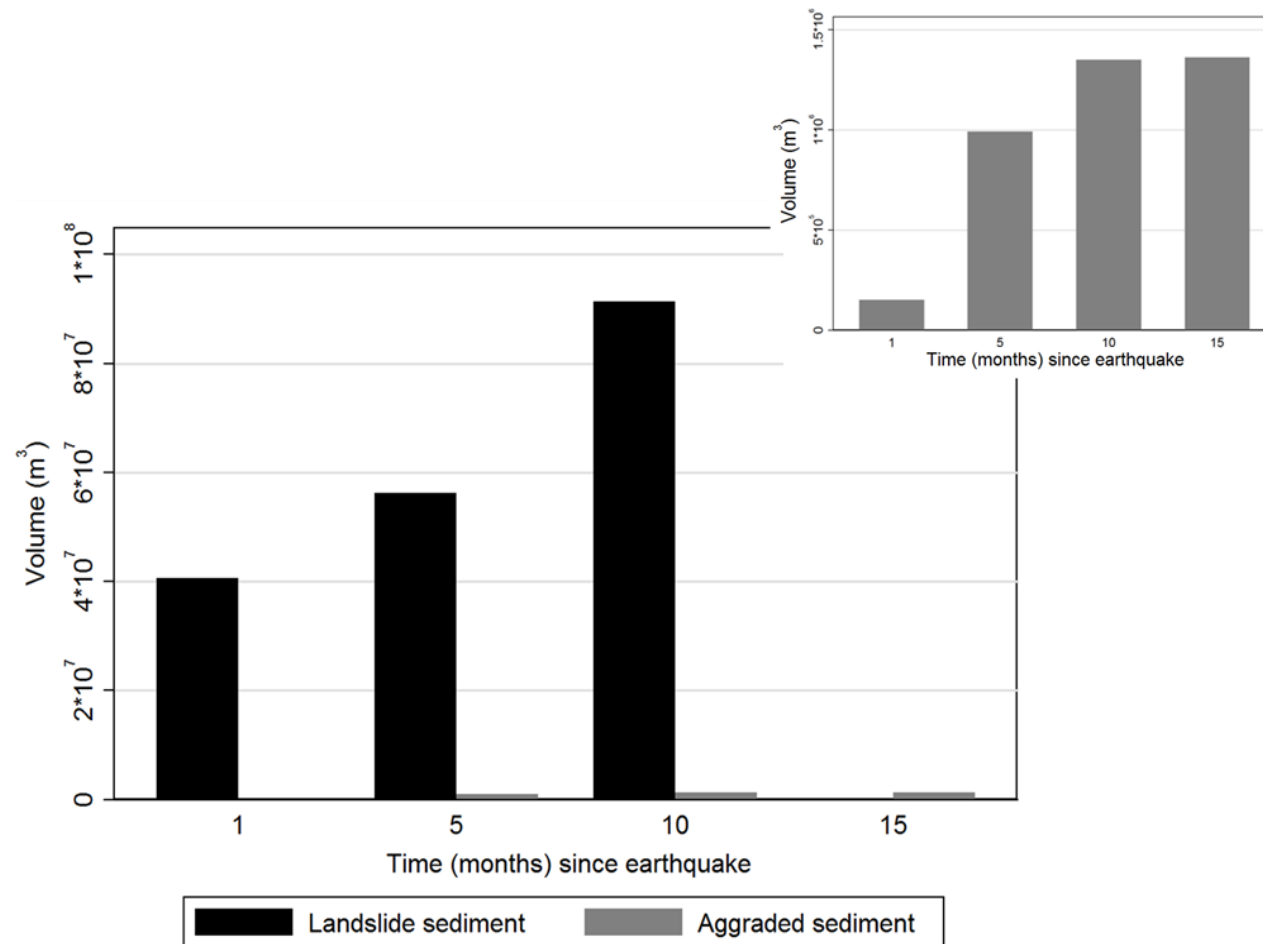 1.5*10⁶
1*10⁶
5*10⁵
0
Volume (m³)
1 5 10 15
Time (months) since earthquake
1*10⁸
8*10⁷
6*10⁷
4*10⁷
2*10⁷
0
Volume (m³)
1 5 10 15
Time (months) since earthquake
Landslide sediment Aggraded sediment